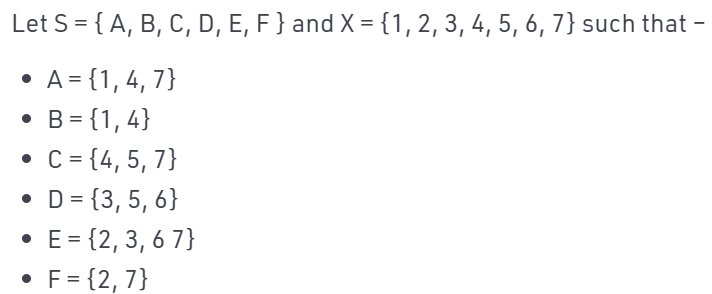 Let S = { A, B, C, D, E, F } and X = {1, 2, 3, 4, 5, 6, 7} such that –
• A = {1, 4, 7}
• B = {1, 4}
• C = {4, 5, 7}
• D = {3, 5, 6}
• E = {2, 3, 6 7}
• F = {2, 7}